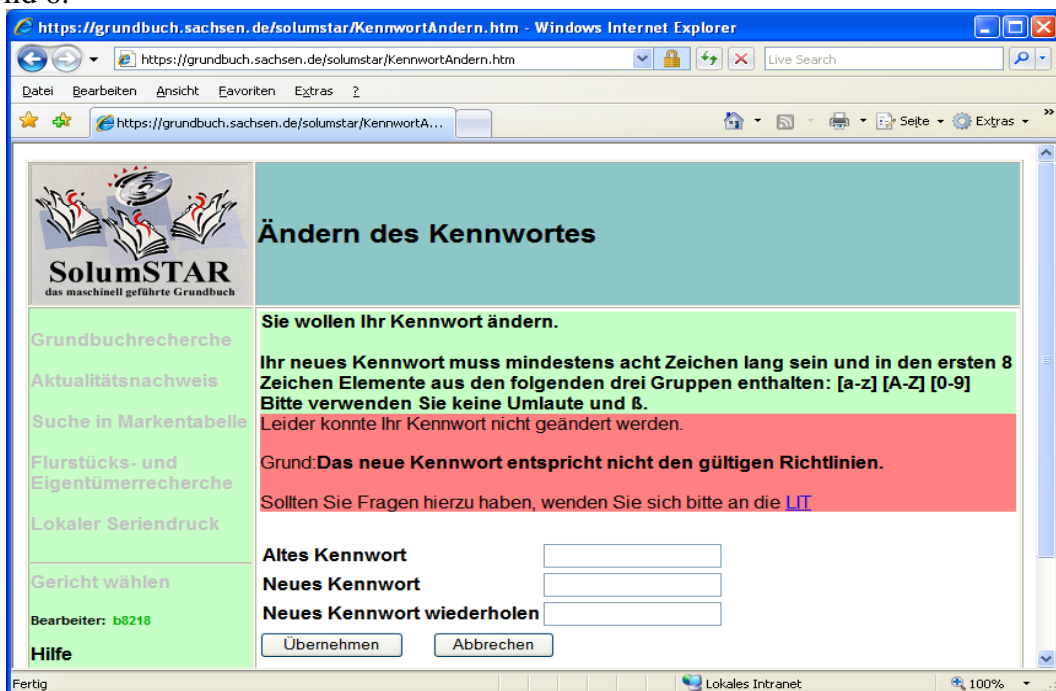 nd 8.
https://grundbuch.sachsen.de/solumstar/KennwortAndern.htm - Windows Internet Explorer
https://grundbuch.sachsen.de/solumstar/KennwortAndern.htm
Live Search
Datei Bearbeiten Ansicht Favoriten Extras ?
https://grundbuch.sachsen.de/solumstar/KennwortA...
Seite Extras
SolumSTAR
das maschinell geführte Grundbuch
Ändern des Kennwortes
Grundbuchrecherche
Aktualitätsnachweis
Suche in Markentabelle
Flurstücks- und
Eigentümerrecherche
Lokaler Seriendruck
Gericht wählen
Bearbeiter: b8218
Hilfe
Sie wollen Ihr Kennwort ändern.
Ihr neues Kennwort muss mindestens acht Zeichen lang sein und in den ersten 8
Zeichen Elemente aus den folgenden drei Gruppen enthalten: [a-z] [A-Z] [0-9]
Bitte verwenden Sie keine Umlaute und ß.
Leider konnte Ihr Kennwort nicht geändert werden.
Grund:Das neue Kennwort entspricht nicht den gültigen Richtlinien.
Sollten Sie Fragen hierzu haben, wenden Sie sich bitte an die LIT
Altes Kennwort
Neues Kennwort
Neues Kennwort wiederholen
Übernehmen Abbrechen
Fertig Lokales Intranet 100%